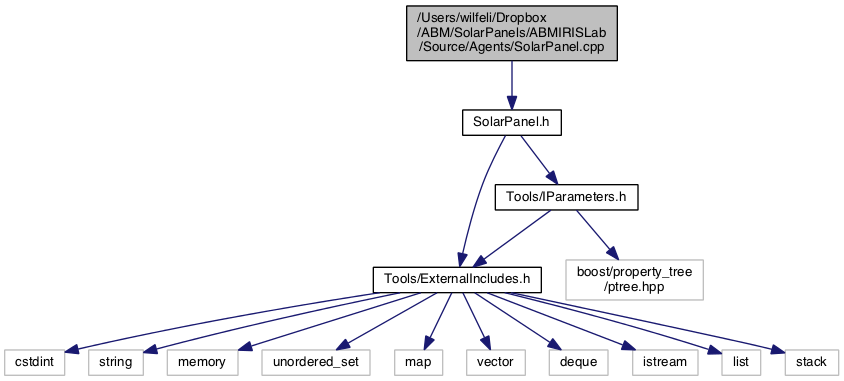 /Users/wilfeli/Dropbox
/ABM/SolarPanels/ABMIRISLab
/Source/Agents/SolarPanel.cpp
SolarPanel.h
Tools/IParameters.h
boost/property_tree
/ptree.hpp
Tools/ExternalIncludes.h
cstdint
string
memory
unordered_set
map
vector
deque
istream
list
stack